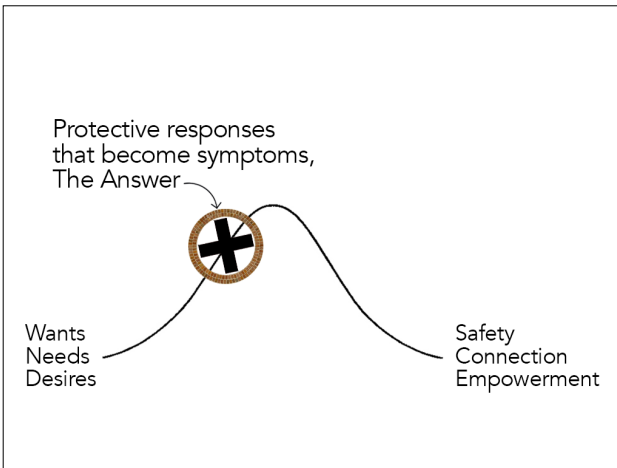 Protective responses
that become symptoms,
The Answer
Wants
Needs
Desires
Safety
Connection
Empowerment